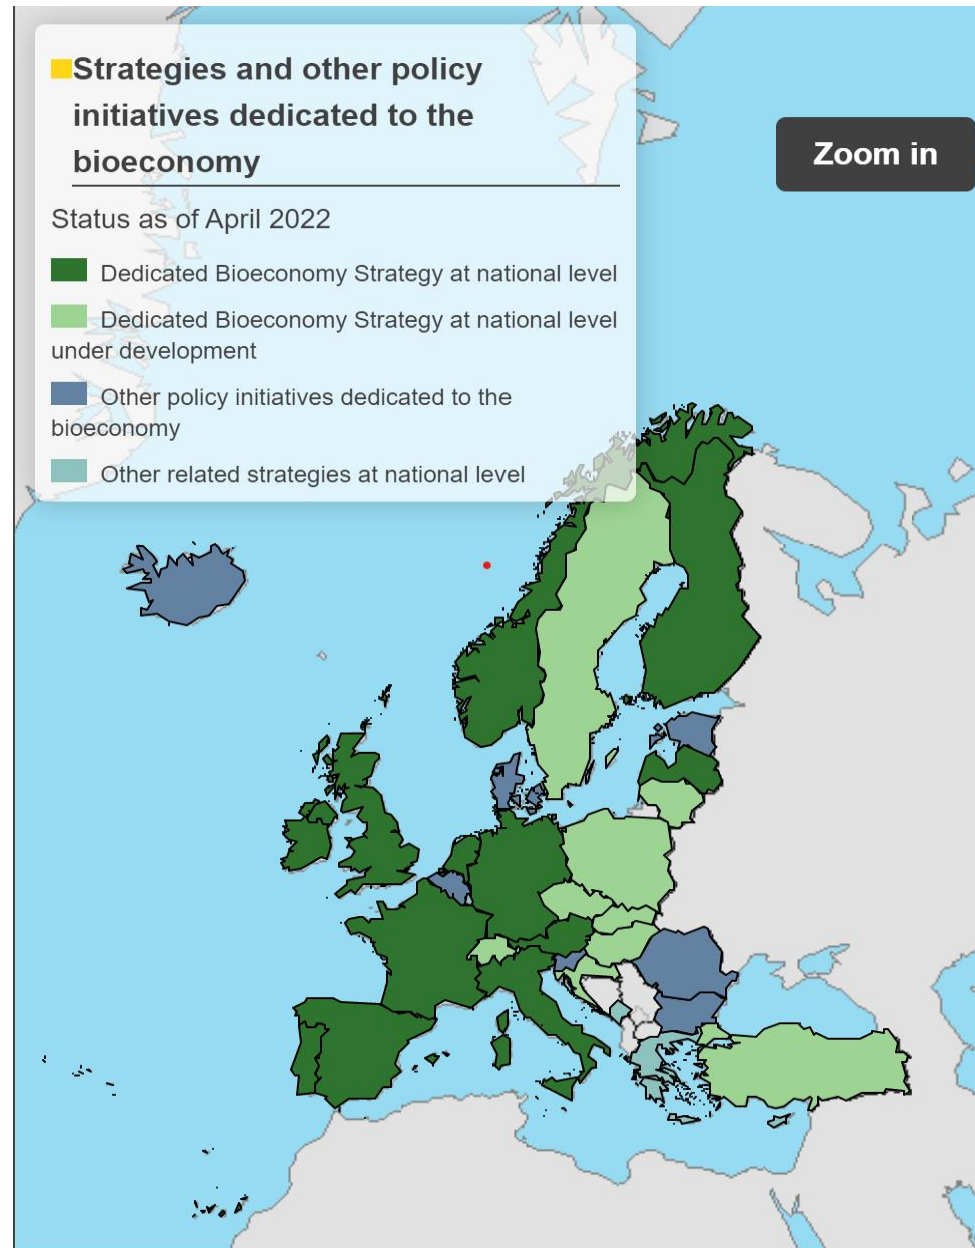 Strategies and other policy
initiatives dedicated to the
bioeconomy
Zoom in
Status as of April 2022
Dedicated Bioeconomy Strategy at national level
Dedicated Bioeconomy Strategy at national level
under development
Other policy initiatives dedicated to the
bioeconomy
Other related strategies at national level